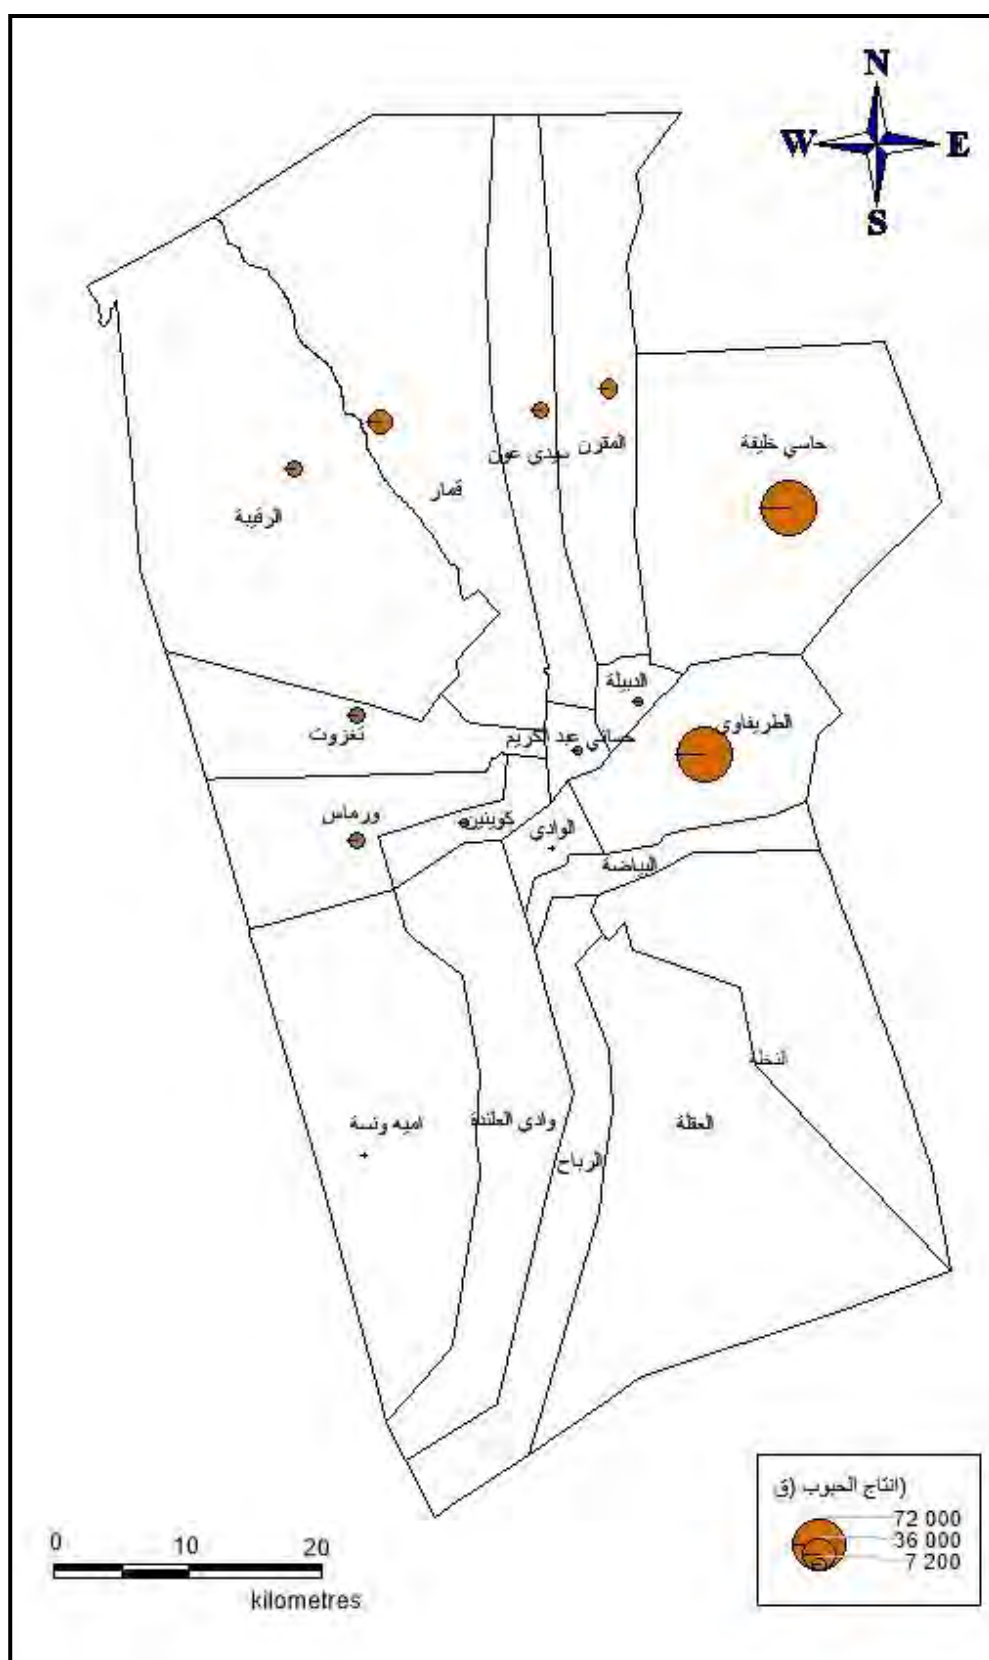 N
W E
S
حاسي خليفة
المقرن
سيدي عون
قمار
الرقيبة
الدبيلة
الطريفاوي
تغزوت
حساني عبد الكريم
ورماس
كوينين
الوادي
البياضة
النخلة
العقلة
وادي العلندة
اميه ونسة
الرباح
(انتاج الحبوب (ق
72 000
36 000
7 200
0 10 20
kilometres